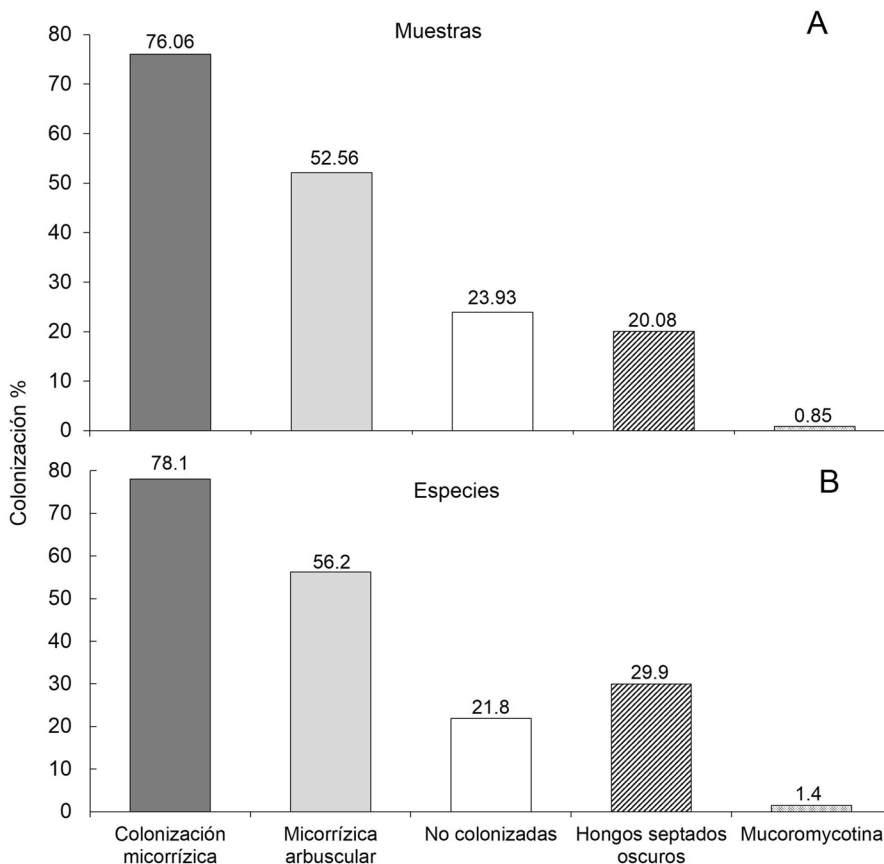 A
Muestras
80
70
60
50
40
30
20
10
0
76.06
52.56
23.93
20.08
0.85
Colonización %
B
Especies
80
70
60
50
40
30
20
10
0
78.1
56.2
21.8
29.9
1.4
Colonización
micorrízica
Micorrízica
arbuscular
No colonizadas
Hongos septados
oscuros
Mucoromycotina